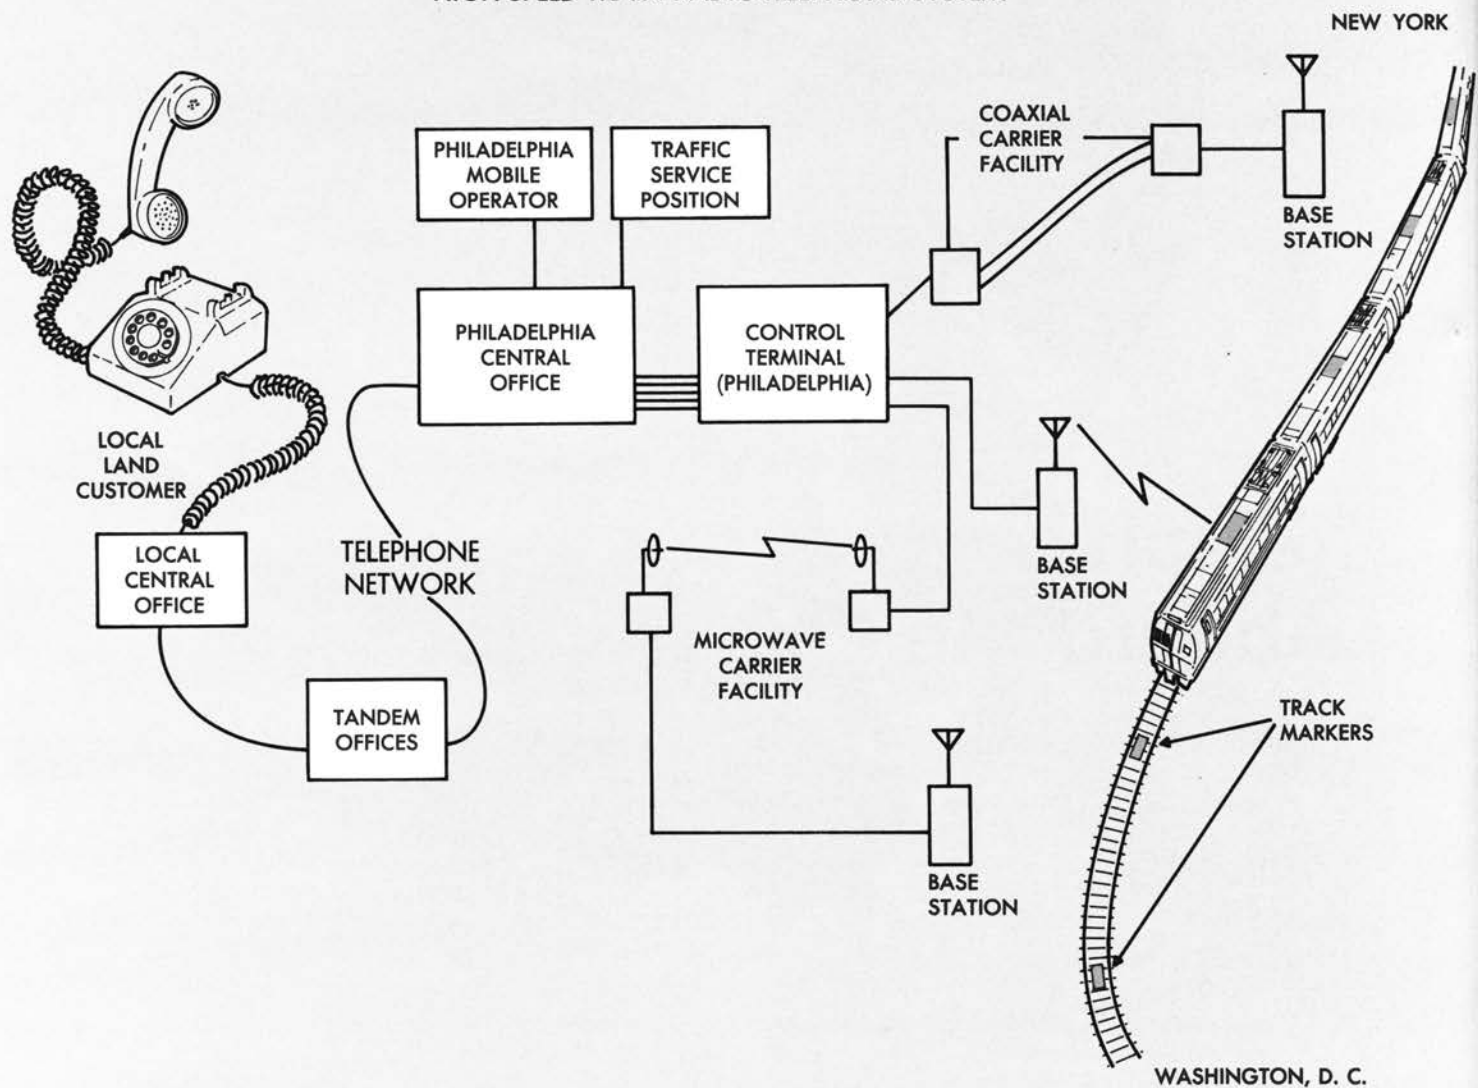 NEW YORK
COAXIAL
CARRIER
FACILITY
BASE
STATION
PHILADELPHIA
MOBILE
OPERATOR
TRAFFIC
SERVICE
POSITION
PHILADELPHIA
CENTRAL
OFFICE
CONTROL
TERMINAL
(PHILADELPHIA)
LOCAL
LAND
CUSTOMER
LOCAL
CENTRAL
OFFICE
TELEPHONE
NETWORK
BASE
STATION
MICROWAVE
CARRIER
FACILITY
TANDEM
OFFICES
TRACK
MARKERS
BASE
STATION
WASHINGTON, D. C.